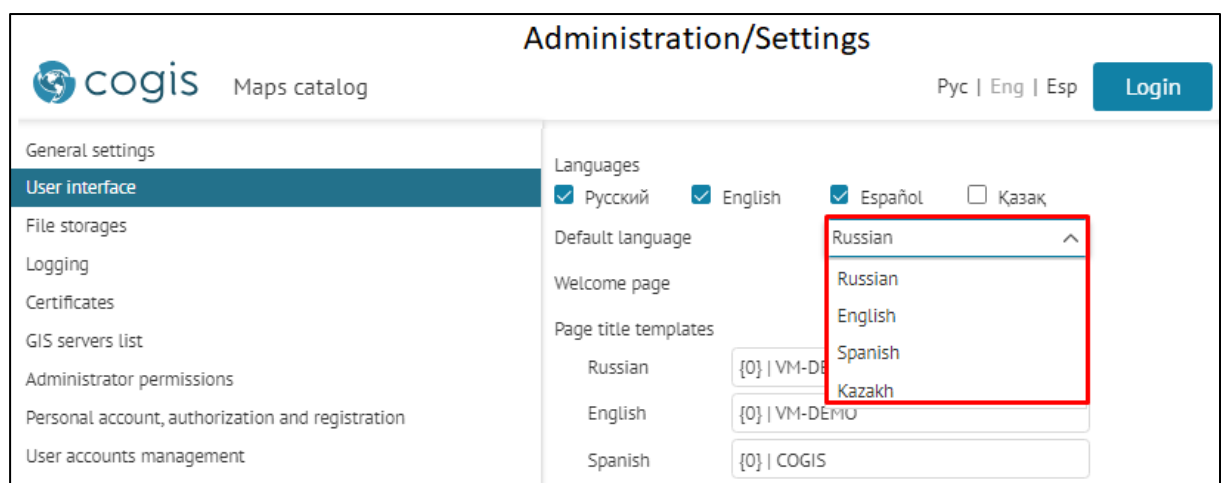 Administration/Settings
cogis Maps catalog Рус | Eng | Esp Login
General settings
User interface
File storages
Logging
Certificates
GIS servers list
Administrator permissions
Personal account, authorization and registration
User accounts management
Languages
Русский English Español Қазақ
Default language Russian
Russian
English
Spanish
Kazakh
Welcome page
Page title templates
Russian {0} | VM-DE
English {0} | VM-DEMO
Spanish {0} | COGIS